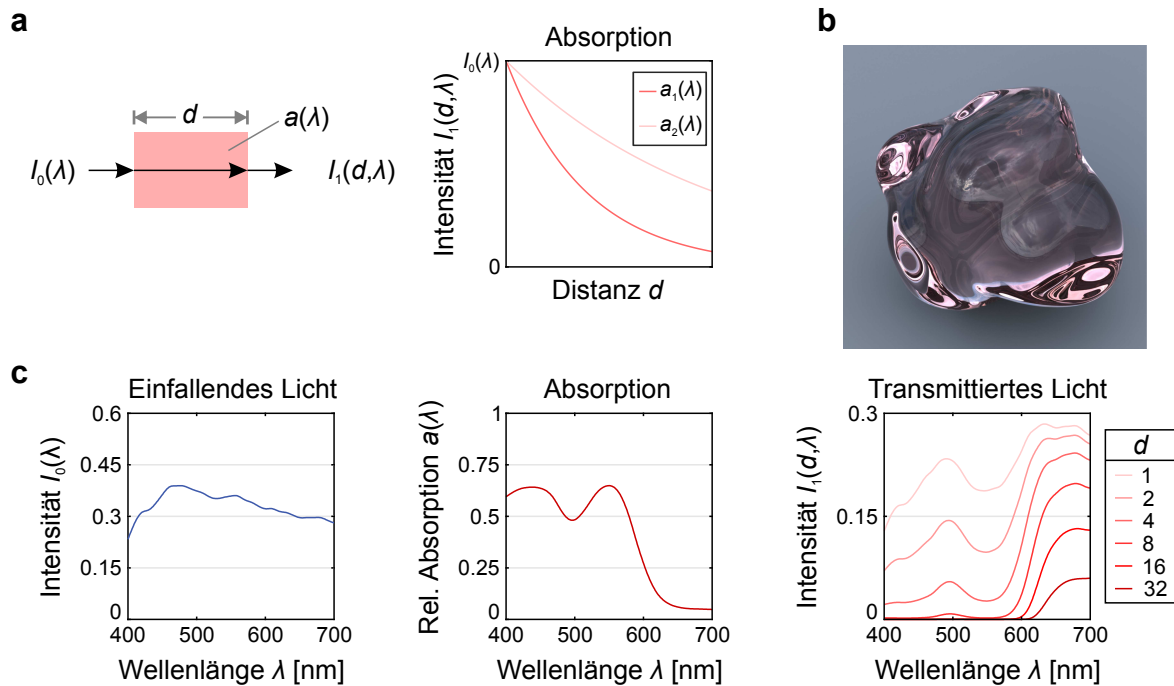 a
d
a(λ)
I₀(λ)
I₁(d,λ)
Absorption
I₀(λ)
Intensität I₁(d,λ)
0
Distanz d
a₁(λ)
a₂(λ)
b
c
Einfallendes Licht
Intensität I₀(λ)
0.6
0.45
0.3
0.15
0
400 500 600 700
Wellenlänge λ [nm]
Absorption
Rel. Absorption a(λ)
1
0.75
0.5
0.25
0
400 500 600 700
Wellenlänge λ [nm]
Transmittiertes Licht
Intensität I₁(d,λ)
0.3
0.15
0
400 500 600 700
Wellenlänge λ [nm]
d
1
2
4
8
16
32